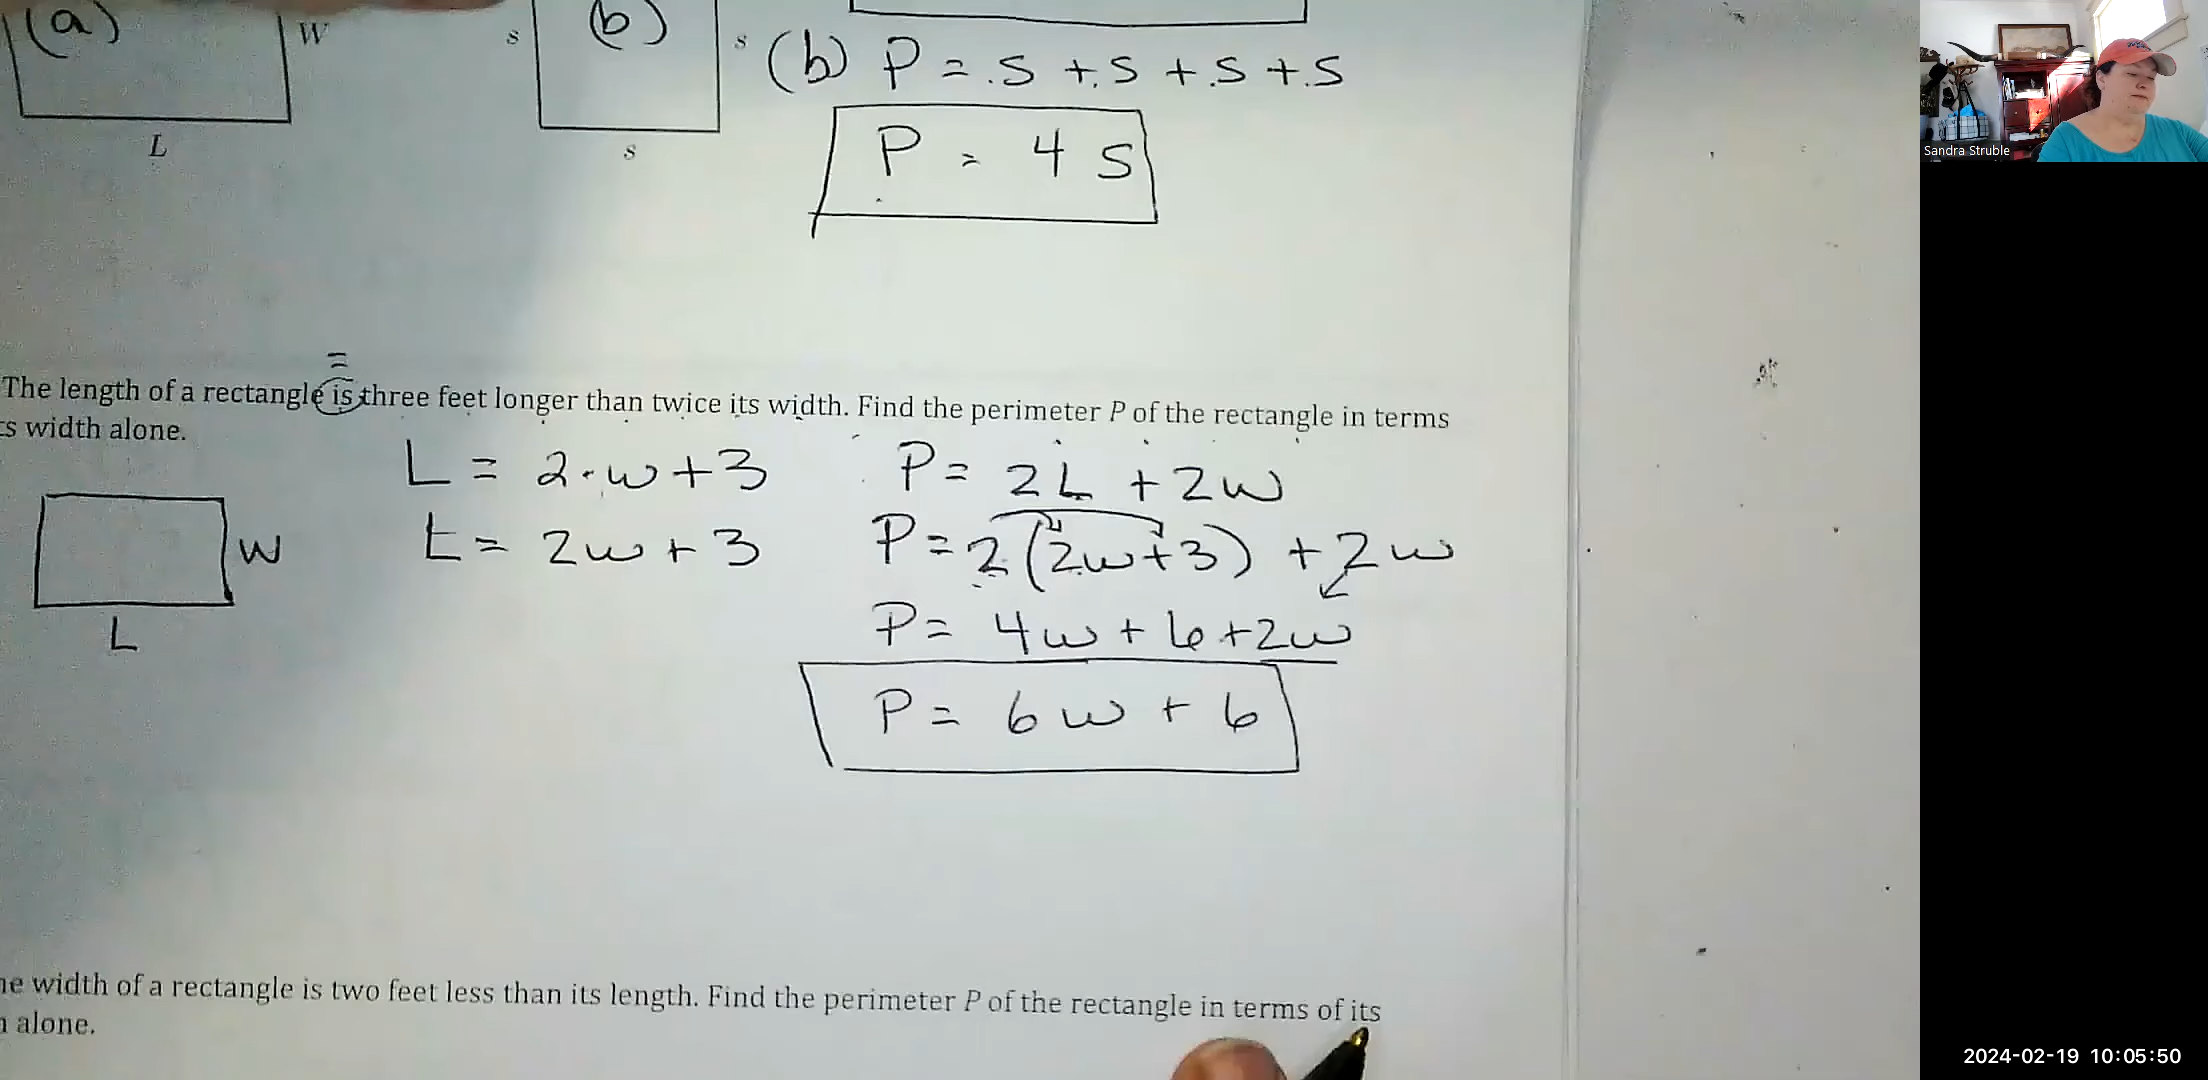 (a)
W
L
s
(b)
s
s
(b) P = s + s + s + s
P = 4 s
=
The length of a rectangle is three feet longer than twice its width. Find the perimeter P of the rectangle in terms
s width alone.
L = 2·w+3
L = 2w + 3
W
L
P = 2L + 2w
P = 2(2w+3) + 2w
P = 4w + 6 + 2w
P = 6w + 6
he width of a rectangle is two feet less than its length. Find the perimeter P of the rectangle in terms of its
alone.
Sandra Struble
2024-02-19 10:05:50